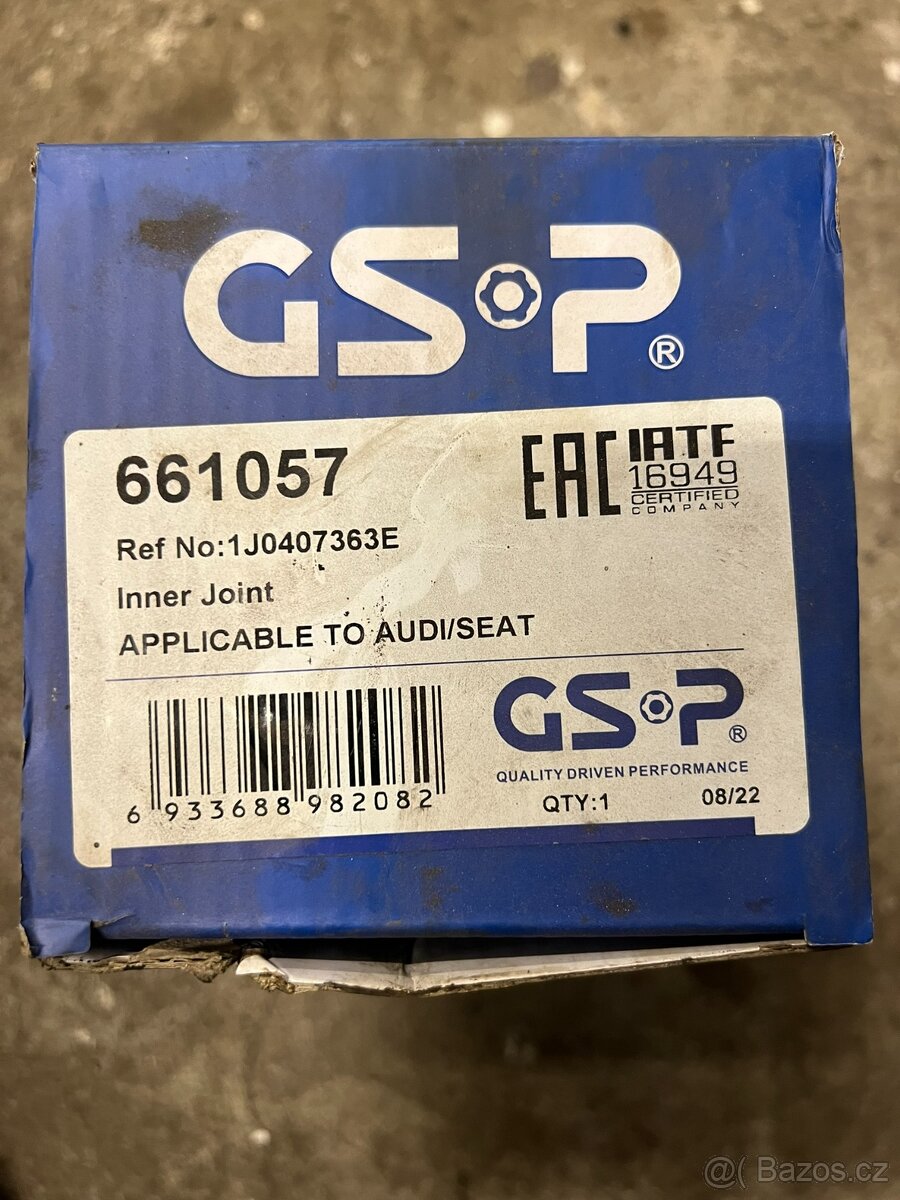 GSP®
661057
EAC IATF
16949
CERTIFIED
COMPANY
Ref No:1J0407363E
Inner Joint
APPLICABLE TO AUDI/SEAT
GSP®
QUALITY DRIVEN PERFORMANCE
6 933688 982082
QTY:1 08/22
@( Bazos.cz